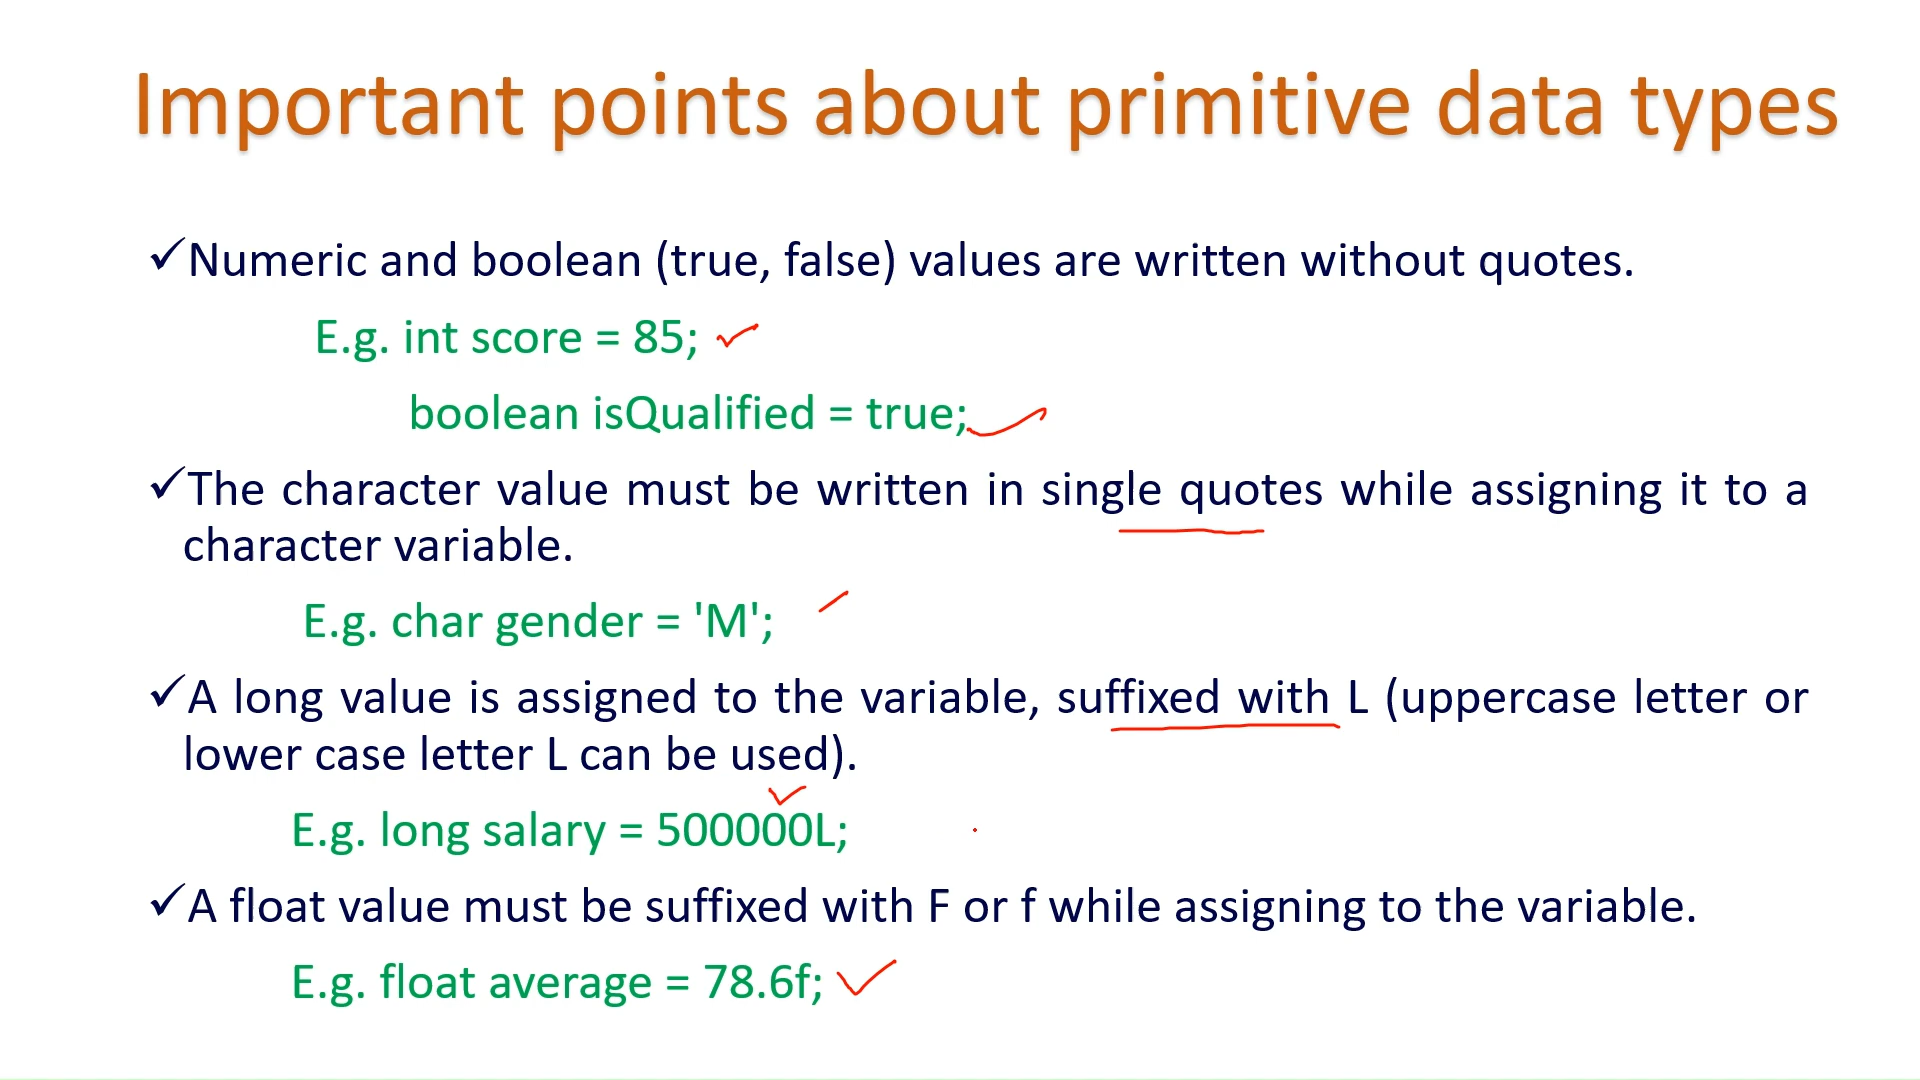 Important points about primitive data types
✓Numeric and boolean (true, false) values are written without quotes.
E.g. int score = 85;
boolean isQualified = true;
✓The character value must be written in single quotes while assigning it to a
character variable.
E.g. char gender = 'M';
✓A long value is assigned to the variable, suffixed with L (uppercase letter or
lower case letter L can be used).
E.g. long salary = 500000L;
✓A float value must be suffixed with F or f while assigning to the variable.
E.g. float average = 78.6f;